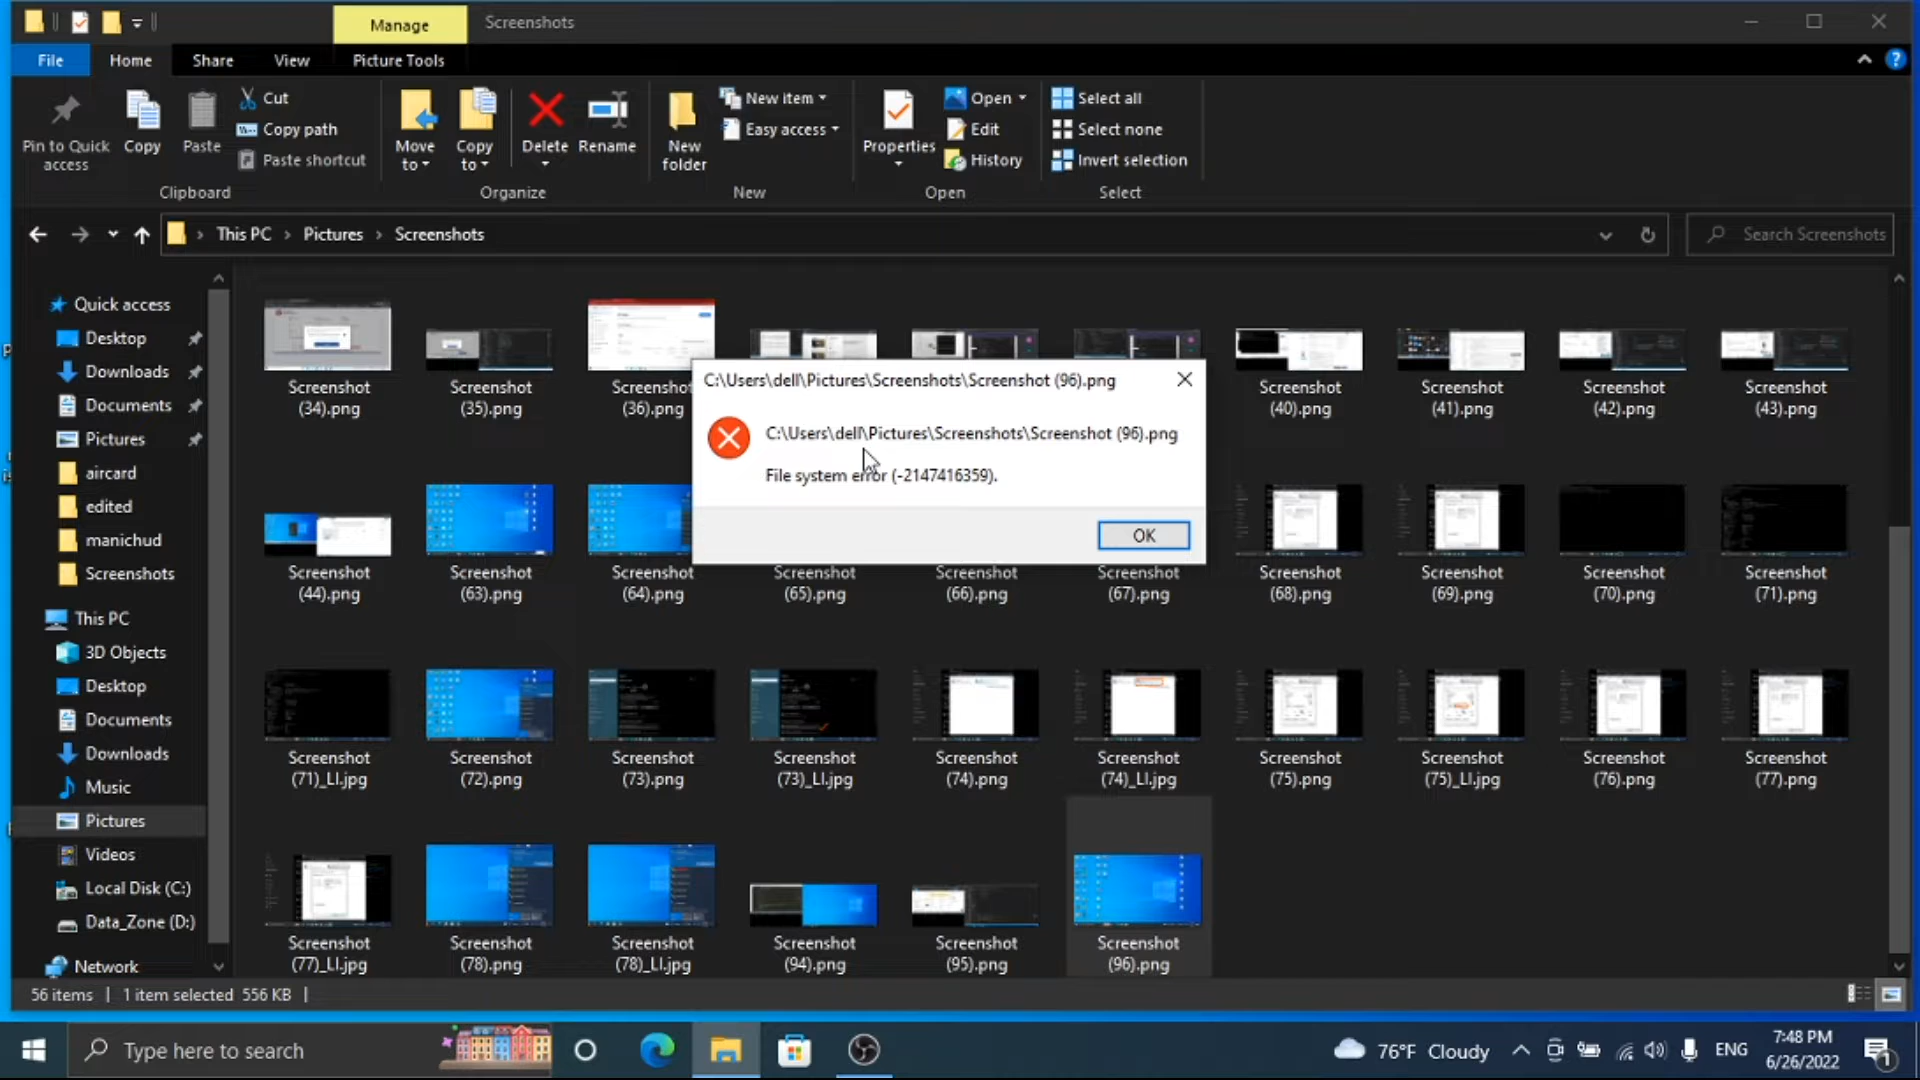 Manage
Screenshots
File
Home
Share
View
Picture Tools
Pin to Quick
access
Copy
Paste
Cut
Copy path
Paste shortcut
Clipboard
Move
to
Copy
to
Delete
Rename
Organize
New
folder
New item
Easy access
New
Properties
Open
Edit
History
Open
Select all
Select none
Invert selection
Select
This PC > Pictures > Screenshots
Search Screenshots
Quick access
Desktop
Downloads
Documents
Pictures
aircard
edited
manichud
Screenshots
This PC
3D Objects
Desktop
Documents
Downloads
Music
Pictures
Videos
Local Disk (C:)
Data_Zone (D:)
Network
Screenshot
(34).png
Screenshot
(35).png
Screenshot
(36).png
Screenshot
(40).png
Screenshot
(41).png
Screenshot
(42).png
Screenshot
(43).png
C:\Users\dell\Pictures\Screenshots\Screenshot (96).png
C:\Users\dell\Pictures\Screenshots\Screenshot (96).png
File system error (-2147416359).
OK
Screenshot
(44).png
Screenshot
(63).png
Screenshot
(64).png
Screenshot
(65).png
Screenshot
(66).png
Screenshot
(67).png
Screenshot
(68).png
Screenshot
(69).png
Screenshot
(70).png
Screenshot
(71).png
Screenshot
(71)_LI.jpg
Screenshot
(72).png
Screenshot
(73).png
Screenshot
(73)_LI.jpg
Screenshot
(74).png
Screenshot
(74)_LI.jpg
Screenshot
(75).png
Screenshot
(75)_LI.jpg
Screenshot
(76).png
Screenshot
(77).png
Screenshot
(77)_LI.jpg
Screenshot
(78).png
Screenshot
(78)_LI.jpg
Screenshot
(94).png
Screenshot
(95).png
Screenshot
(96).png
56 items | 1 item selected 556 KB |
Type here to search
76°F Cloudy
ENG
7:48 PM
6/26/2022
1